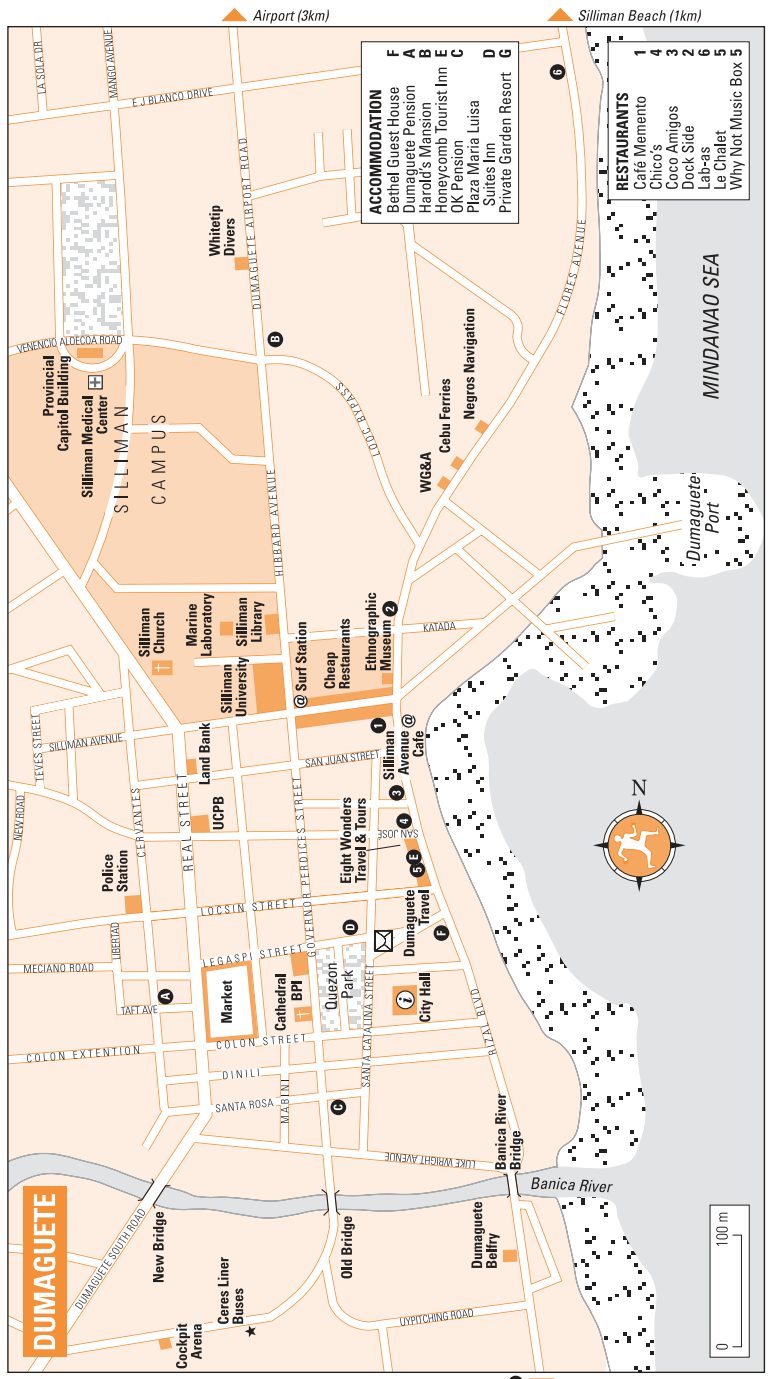 Airport (3km)
Silliman Beach (1km)
LA SOLA DR
MANGO AVENUE
E J BLANCO DRIVE
ACCOMMODATION
Bethel Guest House F
Dumaguete Pension A
Harold's Mansion B
Honeycomb Tourist Inn E
OK Pension C
Plaza Maria Luisa
Suites Inn D
Private Garden Resort G
RESTAURANTS
Café Memento 1
Chico's 4
Coco Amigos 3
Dock Side 2
Lab-as 6
Le Chalet 5
Why Not Music Box 5
6
Whitetip
Divers
DUMAGUETE AIRPORT ROAD
FLORES AVENUE
VENENCIO ALDECOA ROAD
Provincial
Capitol Building
Silliman Medical
Center
SILLIMAN
CAMPUS
B
LOOC BYPASS
MINDANAO SEA
Negros Navigation
Cebu Ferries
WG&A
HIBBARD AVENUE
Dumaguete
Port
Silliman
Church
Marine
Laboratory
Silliman
Library
Silliman
University
@ Surf Station
Cheap
Restaurants
Ethnographic
Museum
2
KATADA
1
Silliman
Avenue @
Cafe
NEW ROAD
TEVES STREET
SILLIMAN AVENUE
Land Bank
UCPB
SAN JUAN STREET
3
4
SAN JOSE
Eight Wonders
Travel & Tours
E
5
Dumaguete
Travel
N
CERVANTES
REAL STREET
GOVERNOR PERDICES STREET
Police
Station
LOCSIN STREET
LIBERTAD
LEGASPI STREET
D
F
MECIANO ROAD
A
TAFT AVE
Market
Cathedral
BPI
Quezon
Park
i
City Hall
SANTA CATALINA STREET
RIZAL BLVD
COLON EXTENTION
COLON STREET
DINILI
SANTA ROSA
MABINI
C
LUKE WRIGHT AVENUE
Banica River
Bridge
Banica River
DUMAGUETE
DUMAGUETE SOUTH ROAD
New Bridge
Old Bridge
Dumaguete
Belfry
Ceres Liner
Buses
Cockpit
Arena
UYPITCHING ROAD
0 100 m